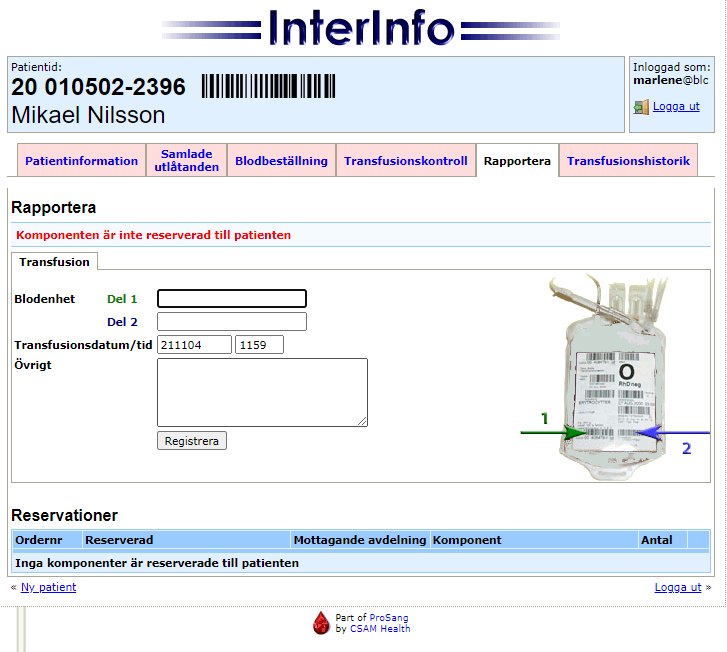 InterInfo
Patientid:
20 010502-2396
Mikael Nilsson
Inloggad som:
marlene@blc
Logga ut
Patientinformation
Samlade
utlåtanden
Blodbeställning
Transfusionskontroll
Rapportera
Transfusionshistorik
Rapportera
Komponenten är inte reserverad till patienten
Transfusion
Blodenhet Del 1
Del 2
Transfusionsdatum/tid 211104 1159
Övrigt
Registrera
O
RhD neg
ERYTROCYTER
1
2
Reservationer
Ordernr Reserverad Mottagande avdelning Komponent Antal
Inga komponenter är reserverade till patienten
« Ny patient
Logga ut »
Part of ProSang
by CSAM Health